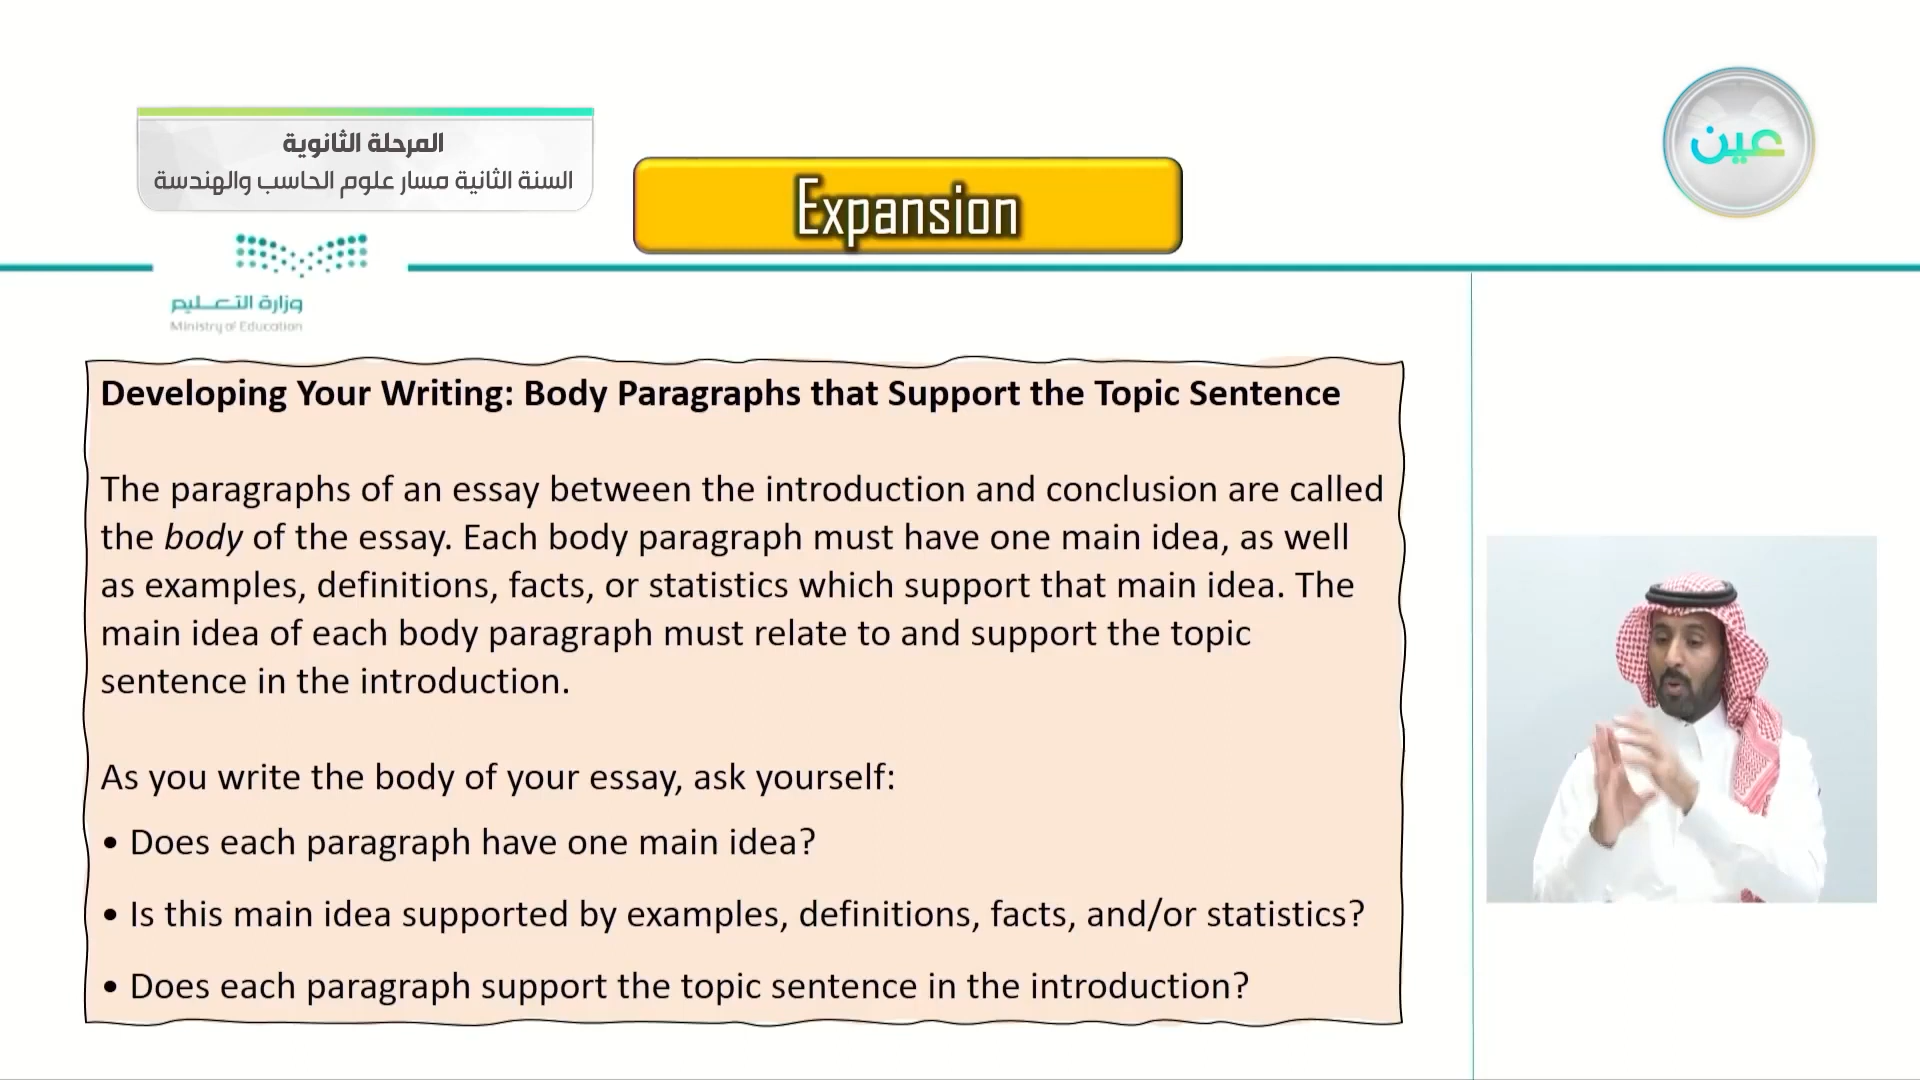 المرحلة الثانوية
السنة الثانية مسار علوم الحاسب والهندسة
Expansion
عين
وزارة التعليم
Ministry of Education
Developing Your Writing: Body Paragraphs that Support the Topic Sentence
The paragraphs of an essay between the introduction and conclusion are called
the body of the essay. Each body paragraph must have one main idea, as well
as examples, definitions, facts, or statistics which support that main idea. The
main idea of each body paragraph must relate to and support the topic
sentence in the introduction.
As you write the body of your essay, ask yourself:
• Does each paragraph have one main idea?
• Is this main idea supported by examples, definitions, facts, and/or statistics?
• Does each paragraph support the topic sentence in the introduction?